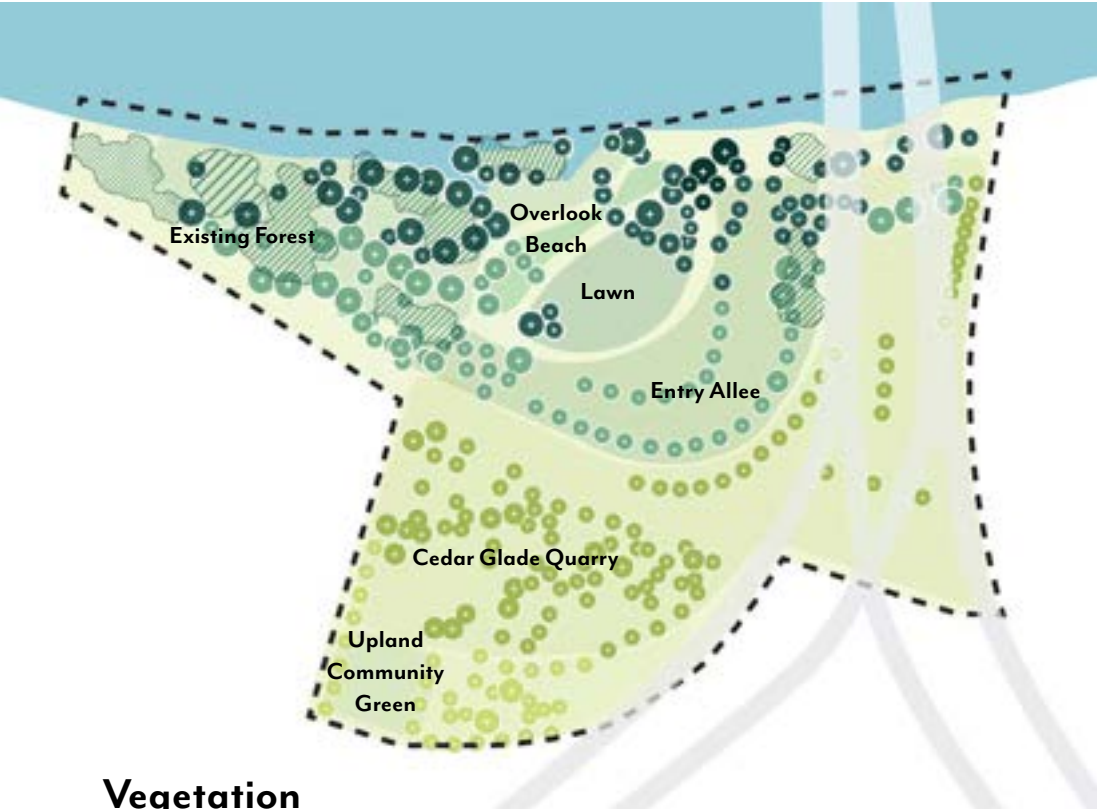 Overlook
Beach
Existing Forest
Lawn
Entry Allee
Cedar Glade Quarry
Upland
Community
Green
Vegetation